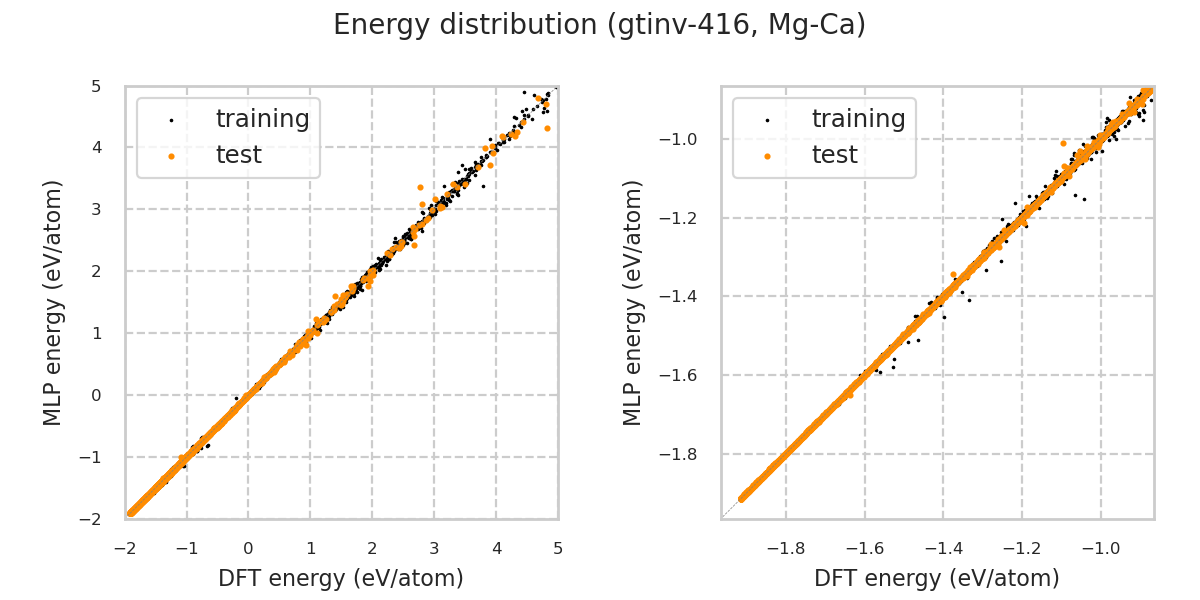 Energy distribution (gtinv-416, Mg-Ca)
MLP energy (eV/atom)
5
4
3
2
1
0
−1
−2
training
test
−2
−1
0
1
2
3
4
5
DFT energy (eV/atom)
MLP energy (eV/atom)
−1.0
−1.2
−1.4
−1.6
−1.8
training
test
−1.8
−1.6
−1.4
−1.2
−1.0
DFT energy (eV/atom)